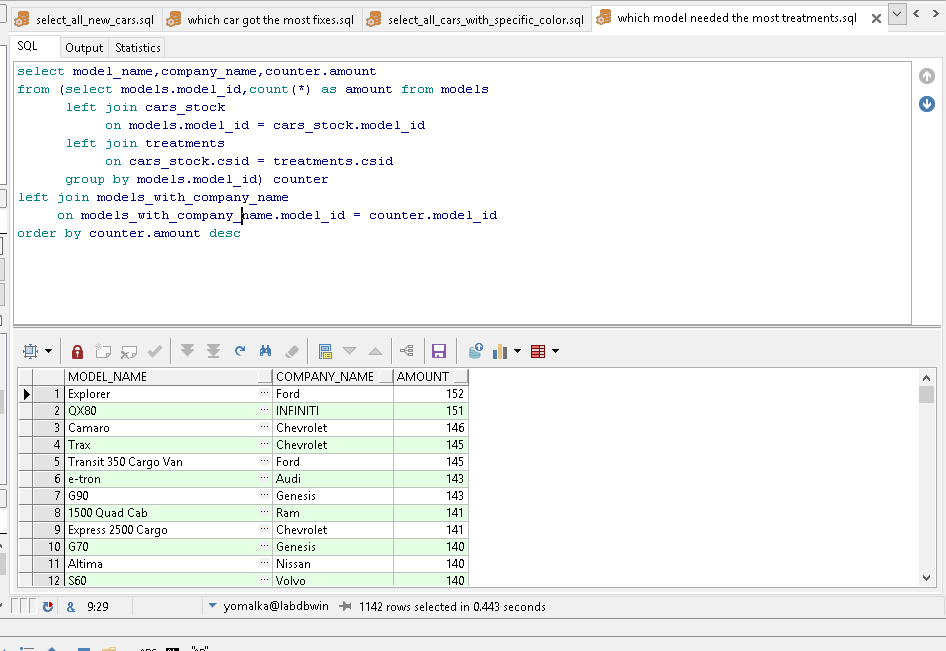 select_all_new_cars.sql which car got the most fixes.sql select_all_cars_with_specific_color.sql which model needed the most treatments.sql
SQL Output Statistics
select model_name,company_name,counter.amount
from (select models.model_id,count(*) as amount from models
left join cars_stock
on models.model_id = cars_stock.model_id
left join treatments
on cars_stock.csid = treatments.csid
group by models.model_id) counter
left join models_with_company_name
on models_with_company_name.model_id = counter.model_id
order by counter.amount desc
MODEL_NAME COMPANY_NAME AMOUNT
1 Explorer ... Ford 152
2 QX80 ... INFINITI 151
3 Camaro ... Chevrolet 146
4 Trax ... Chevrolet 145
5 Transit 350 Cargo Van ... Ford 145
6 e-tron ... Audi 143
7 G90 ... Genesis 143
8 1500 Quad Cab ... Ram 141
9 Express 2500 Cargo ... Chevrolet 141
10 G70 ... Genesis 140
11 Altima ... Nissan 140
12 S60 ... Volvo 140
& 9:29 yomalka@labdbwin 1142 rows selected in 0.443 seconds